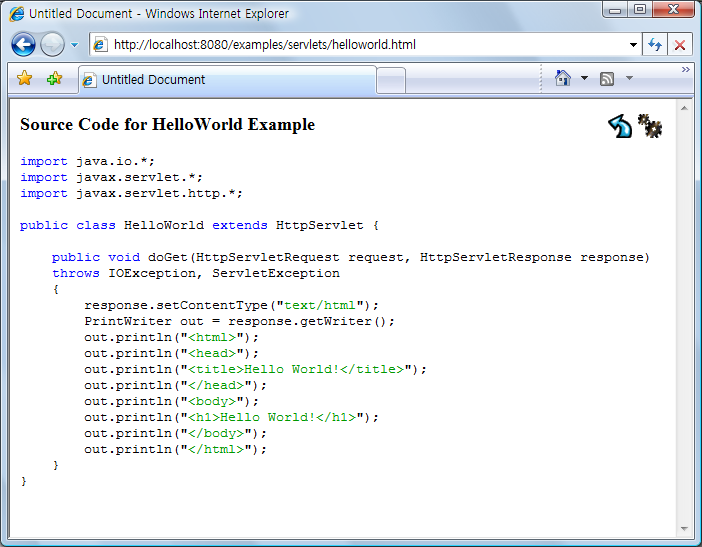 Untitled Document - Windows Internet Explorer
http://localhost:8080/examples/servlets/helloworld.html
Untitled Document
Source Code for HelloWorld Example
import java.io.*;
import javax.servlet.*;
import javax.servlet.http.*;
public class HelloWorld extends HttpServlet {
public void doGet(HttpServletRequest request, HttpServletResponse response)
throws IOException, ServletException
{
response.setContentType("text/html");
PrintWriter out = response.getWriter();
out.println("<html>");
out.println("<head>");
out.println("<title>Hello World!</title>");
out.println("</head>");
out.println("<body>");
out.println("<h1>Hello World!</h1>");
out.println("</body>");
out.println("</html>");
}
}